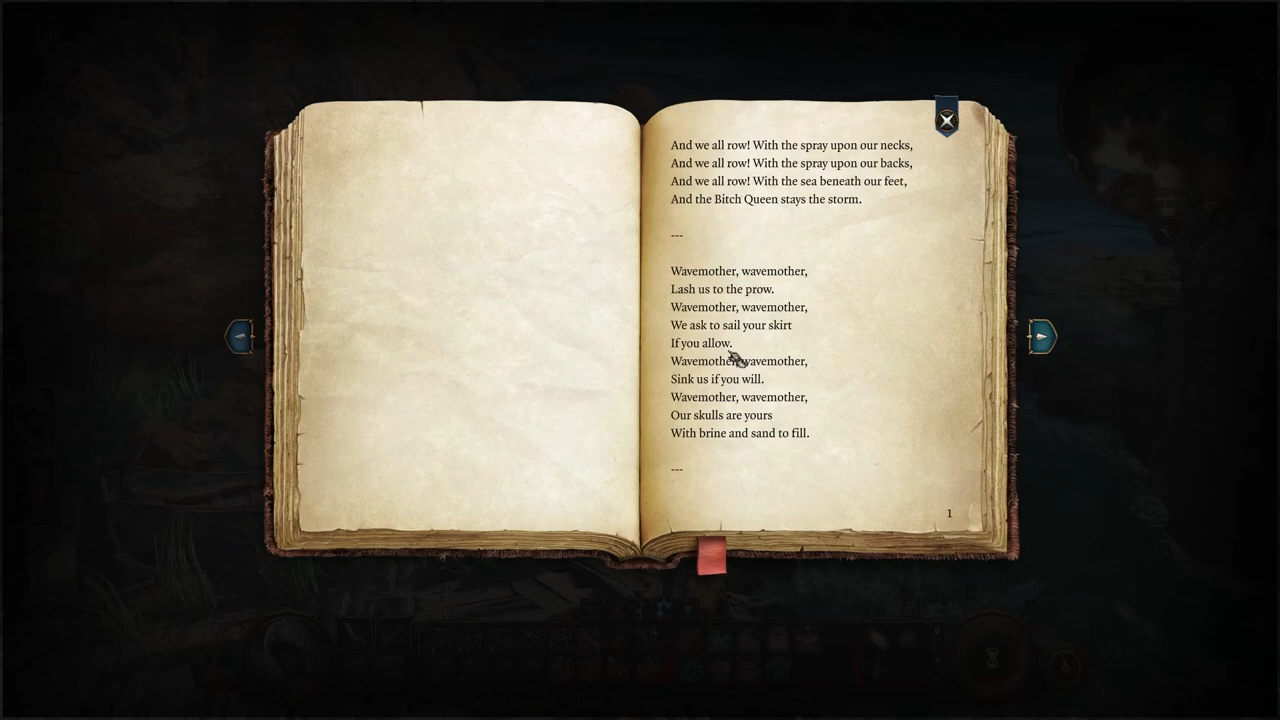 And we all row! With the spray upon our necks,
And we all row! With the spray upon our backs,
And we all row! With the sea beneath our feet,
And the Bitch Queen stays the storm.
---
Wavemother, wavemother,
Lash us to the prow.
Wavemother, wavemother,
We ask to sail your skirt
If you allow.
Wavemother, wavemother,
Sink us if you will.
Wavemother, wavemother,
Our skulls are yours
With brine and sand to fill.
---
1